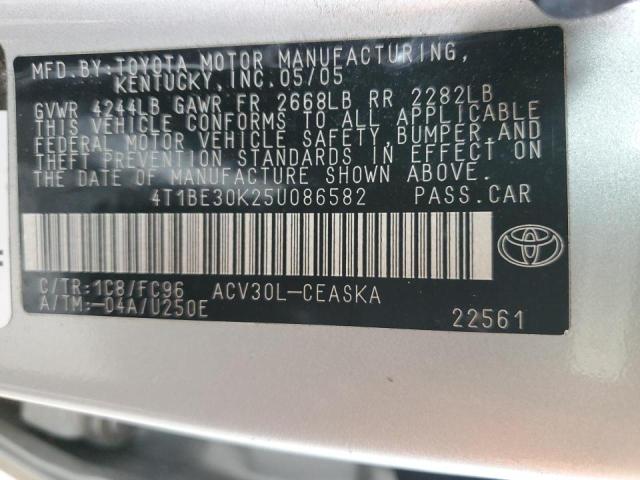 MFD.BY:TOYOTA MOTOR MANUFACTURING,
KENTUCKY, INC. 05/05
GVWR 4244LB GAWR FR 2668LB RR 2282LB
THIS VEHICLE CONFORMS TO ALL APPLICABLE
FEDERAL MOTOR VEHICLE SAFETY, BUMPER, AND
THEFT PREVENTION STANDARDS IN EFFECT ON
THE DATE OF MANUFACTURE SHOWN ABOVE.
4T1BE30K25U086582 PASS.CAR
C/TR:1C8/FC96 ACV30L-CEASKA
A/TM:-04A/U250E
22561